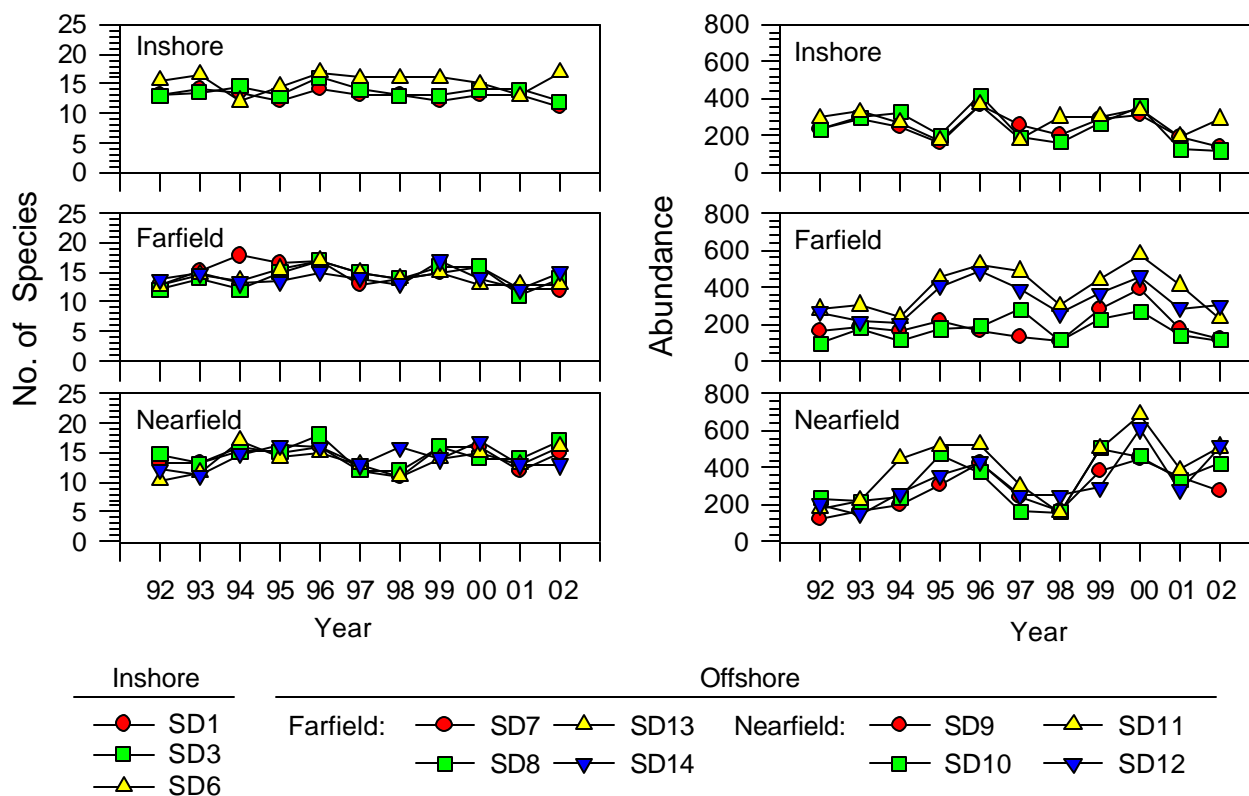 No. of Species
25
20
15
10
5
0
Inshore
25
20
15
10
5
0
Farfield
25
20
15
10
5
0
Nearfield
92 93 94 95 96 97 98 99 00 01 02
Year
Abundance
800
600
400
200
0
Inshore
800
600
400
200
0
Farfield
800
600
400
200
0
Nearfield
92 93 94 95 96 97 98 99 00 01 02
Year
Inshore
SD1
SD3
SD6
Offshore
Farfield: SD7 SD13 Nearfield: SD9 SD11
SD8 SD14 SD10 SD12